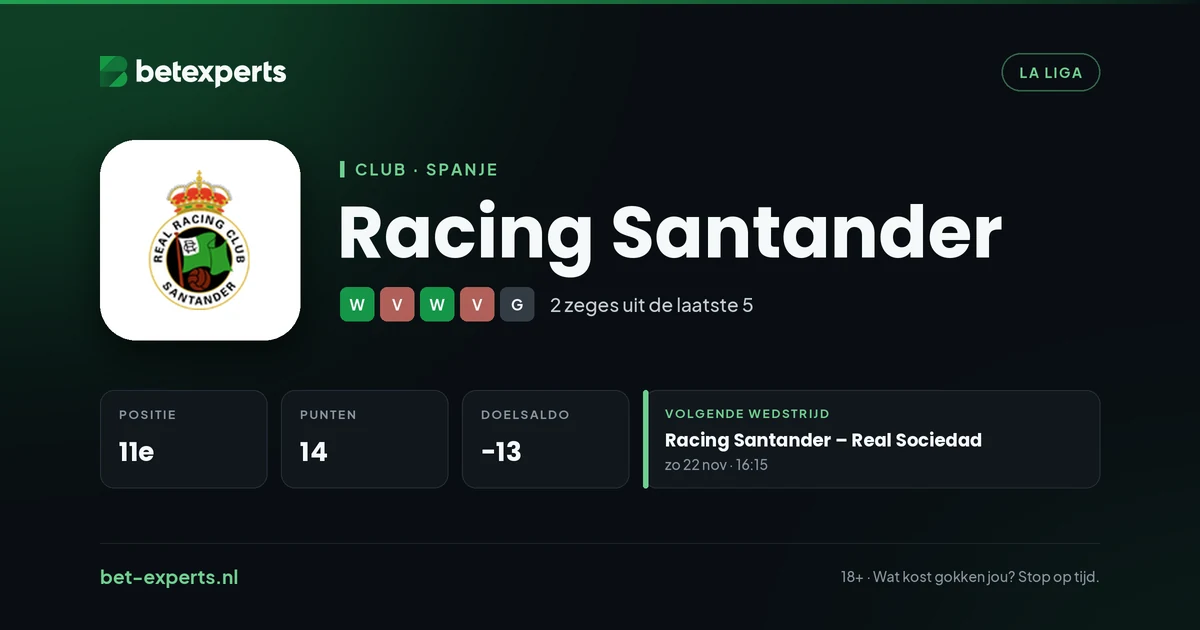 betexperts
LA LIGA
REAL RACING CLUB
SANTANDER
CLUB · SPANJE
Racing Santander
W V W V G 2 zeges uit de laatste 5
POSITIE
11e
PUNTEN
14
DOELSALDO
-13
VOLGENDE WEDSTRIJD
Racing Santander – Real Sociedad
zo 22 nov · 16:15
bet-experts.nl
18+ · Wat kost gokken jou? Stop op tijd.